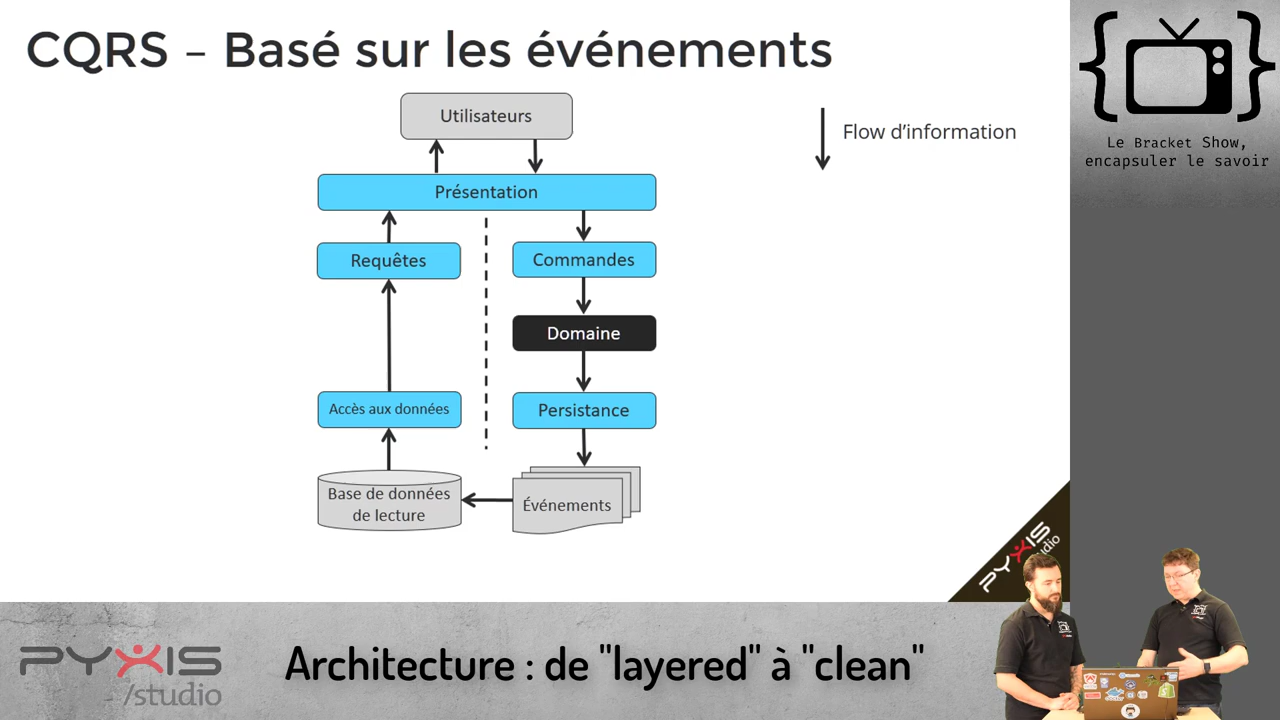 CQRS – Basé sur les événements
Utilisateurs
Flow d'information
Présentation
Requêtes
Commandes
Domaine
Accès aux données
Persistance
Base de données
de lecture
Événements
Le Bracket Show,
encapsuler le savoir
PYXIS
studio
PYXIS
/studio
Architecture : de "layered" à "clean"